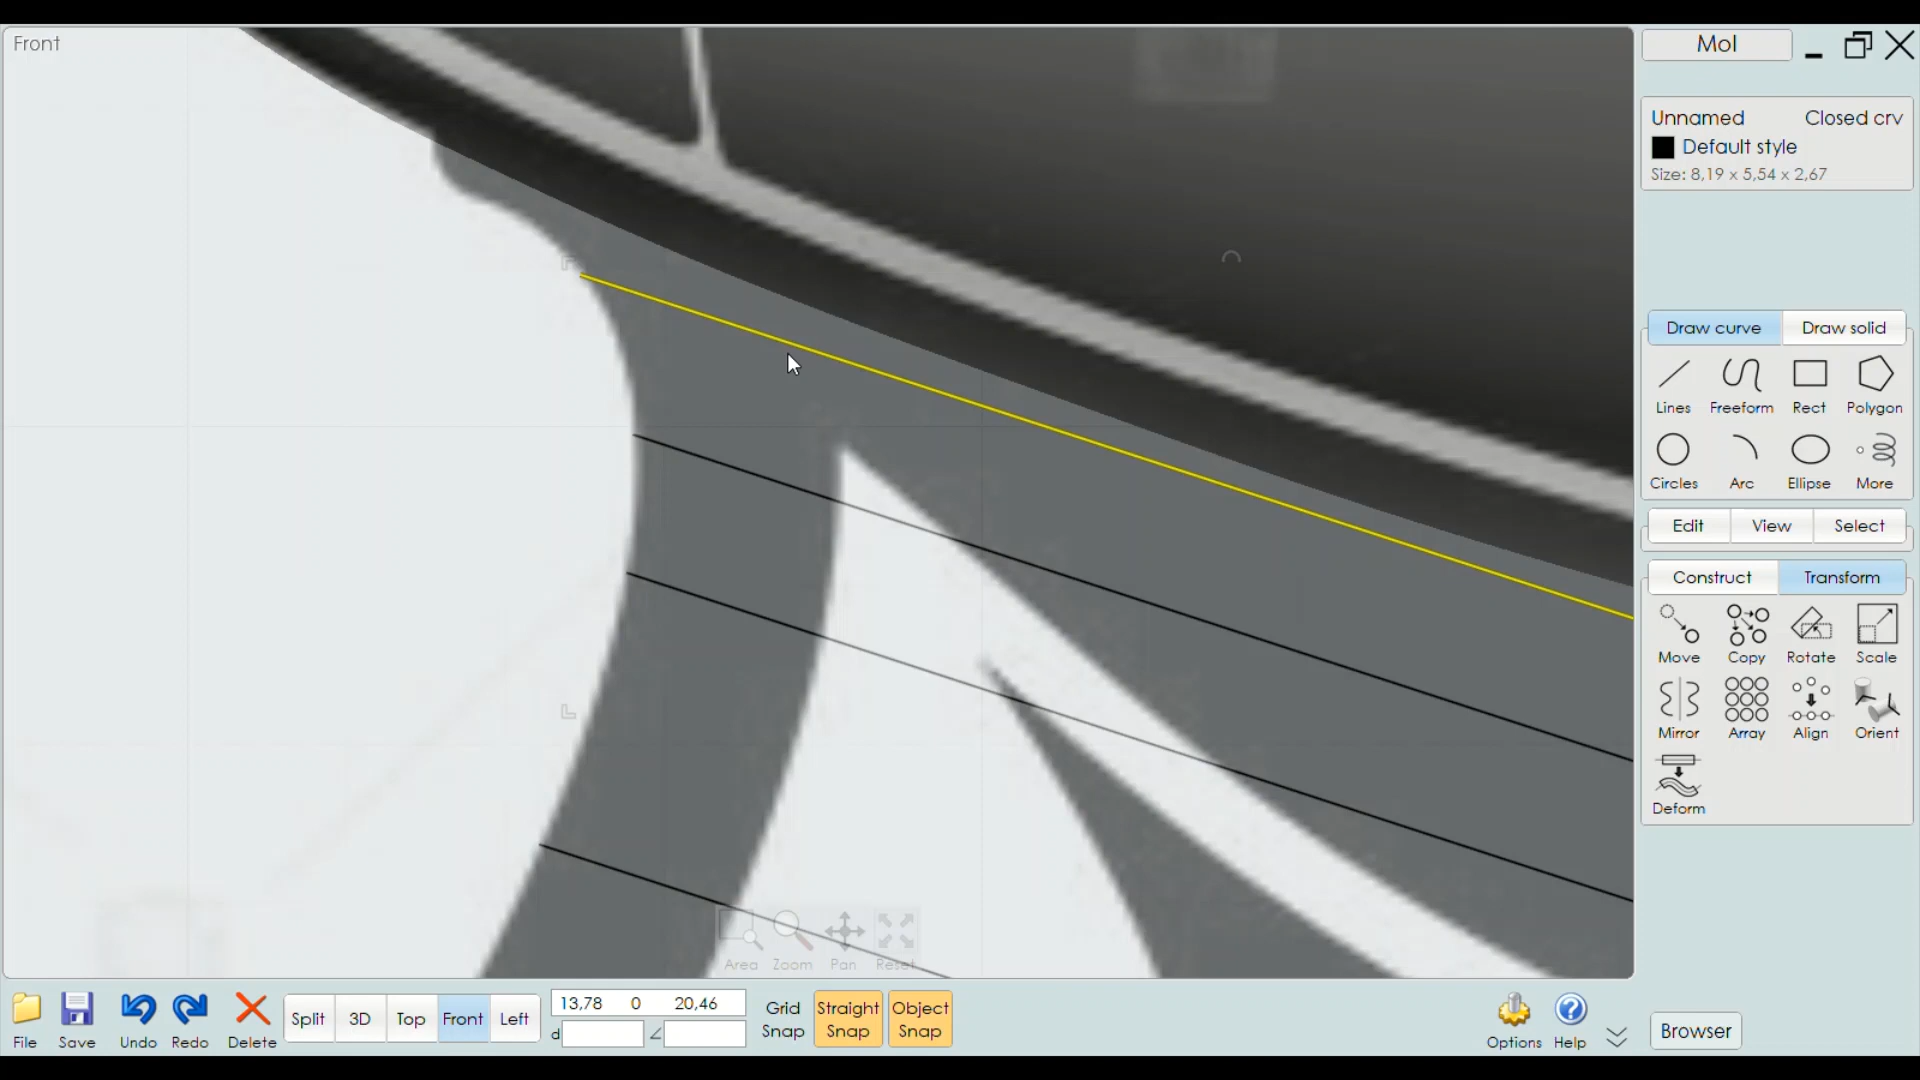 Front
MoI
Unnamed Closed crv
Default style
Size: 8,19 x 5,54 x 2,67
Draw curve Draw solid
Lines Freeform Rect Polygon
Circles Arc Ellipse More
Edit View Select
Construct Transform
Move Copy Rotate Scale
Mirror Array Align Orient
Deform
Area Zoom Pan Reset
File Save Undo Redo Delete
Split 3D Top Front Left
13,78 0 20,46
d
Grid Snap
Straight Snap
Object Snap
Options Help
Browser